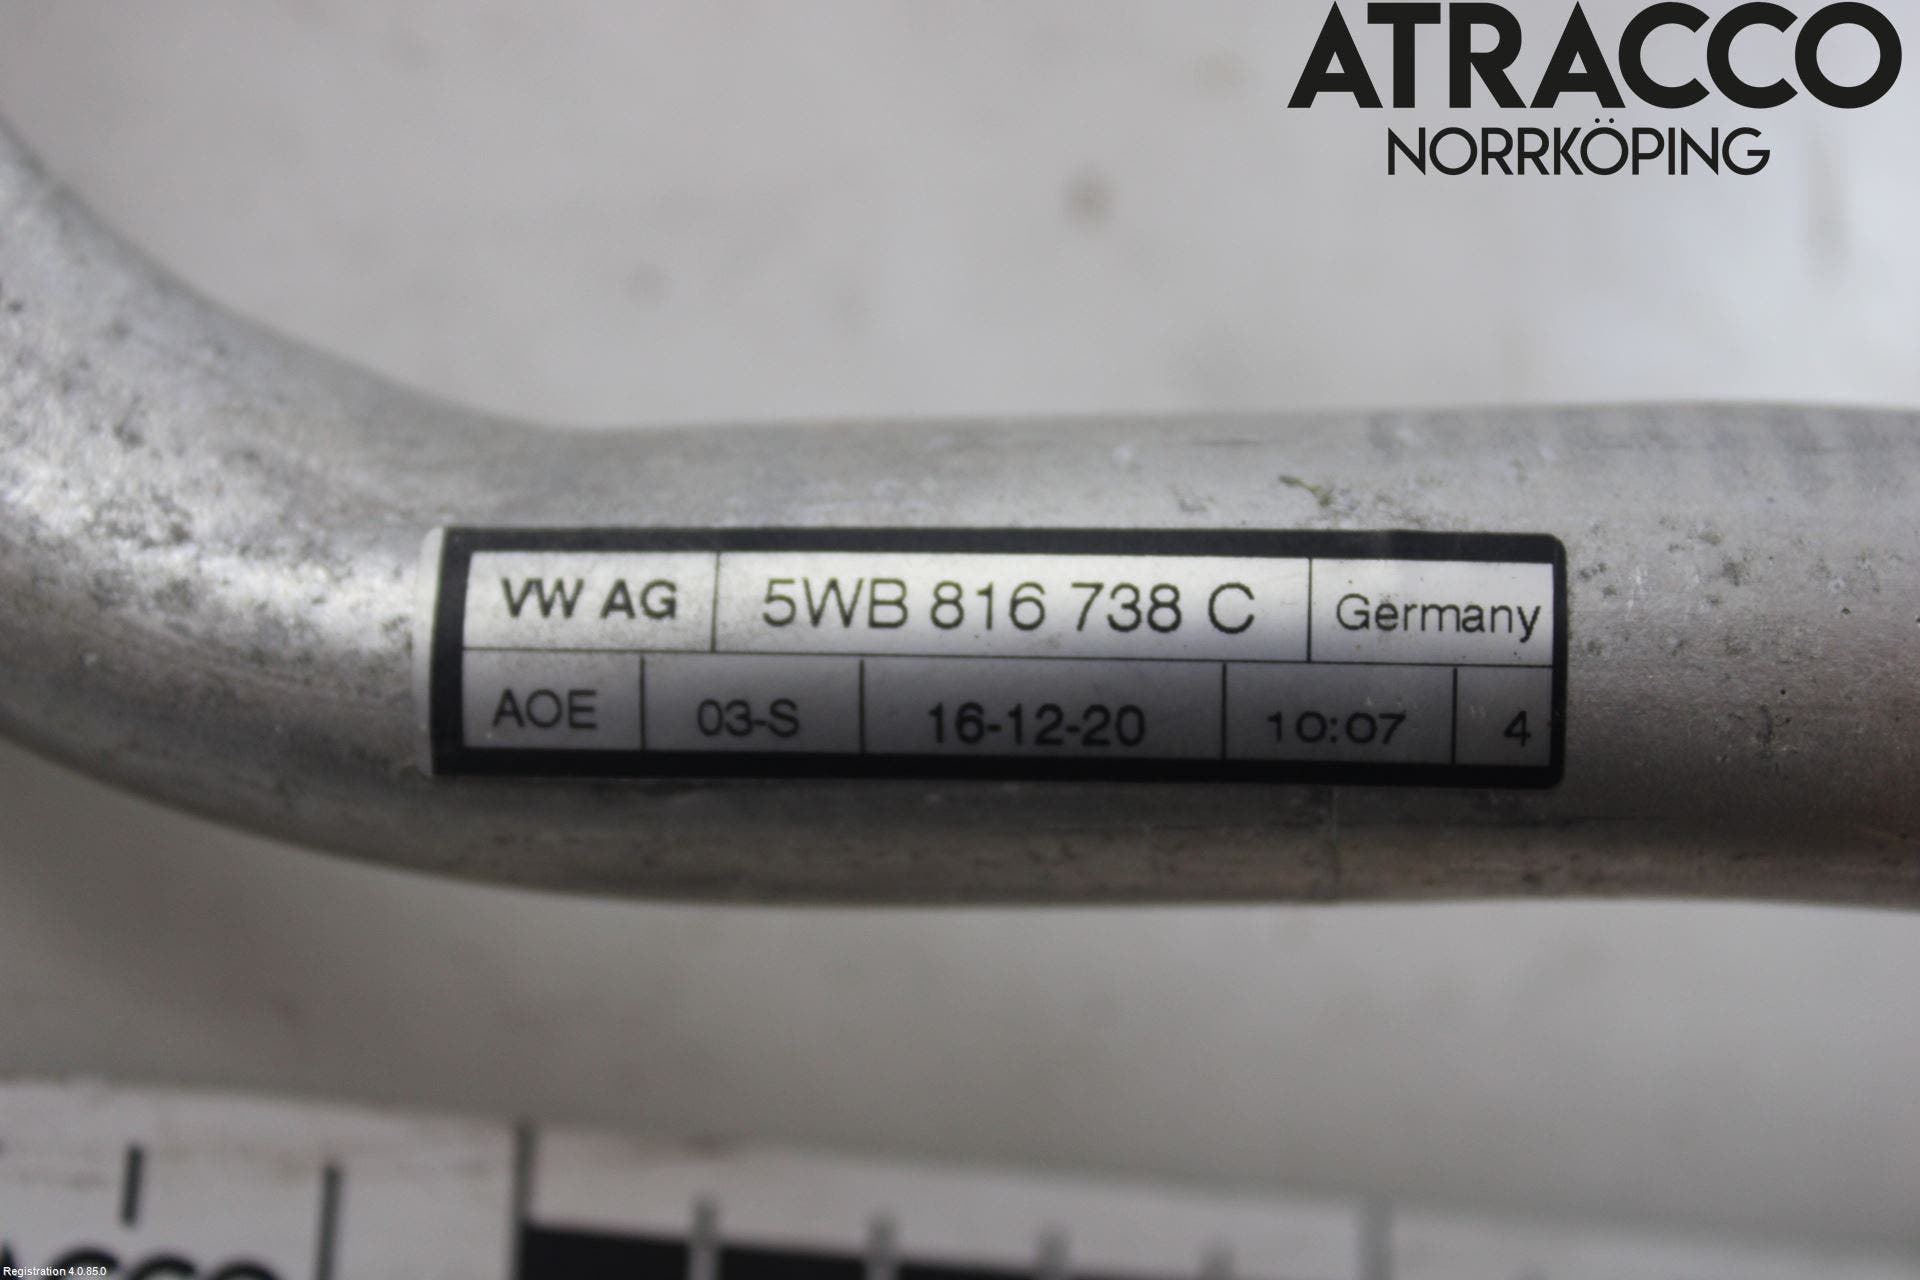 ATRACCO
NORRKÖPING
VW AG 5WB 816 738 C Germany
AOE 03-S 16-12-20 10:07 4
Registration 4.0.85.0